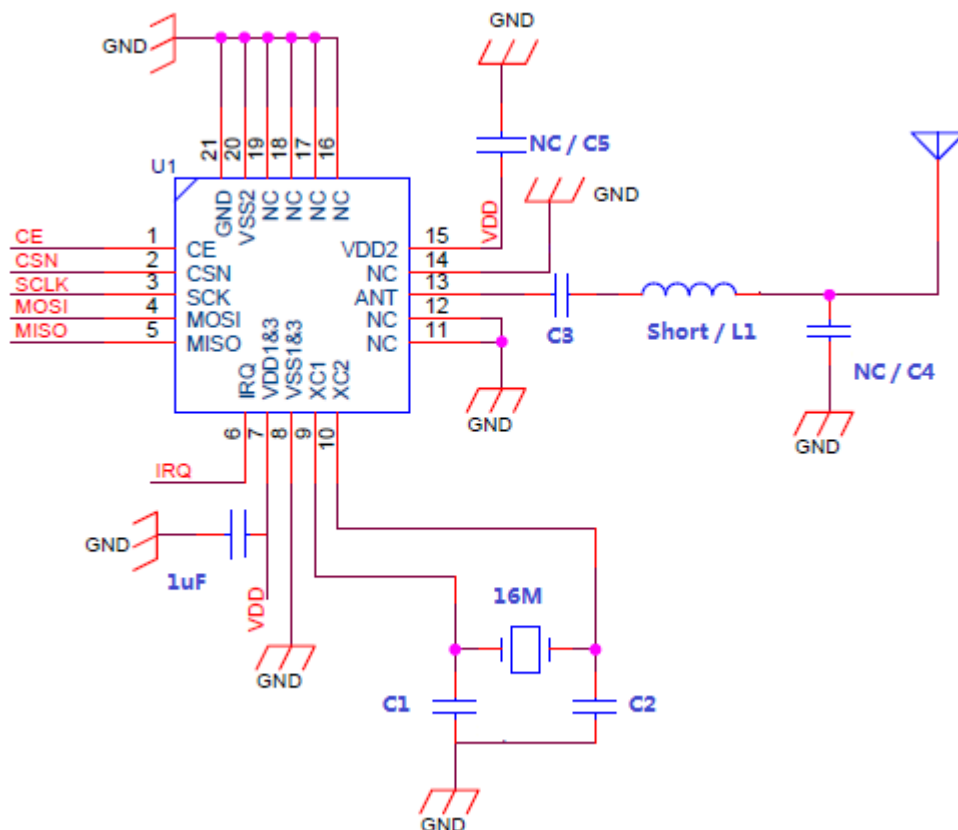 GND
GND
21
20
19
18
17
16
NC / C5
U1
GND
VSS2
NC
NC
NC
NC
GND
VDD
CE
1
CE
VDD2
15
CSN
2
CSN
NC
14
SCLK
3
SCK
ANT
13
MOSI
4
MOSI
NC
12
MISO
5
MISO
NC
11
C3
Short / L1
NC / C4
IRQ
VDD1&3
VSS1&3
XC1
XC2
GND
GND
6
7
8
9
10
IRQ
GND
1uF
VDD
16M
GND
C1
C2
GND